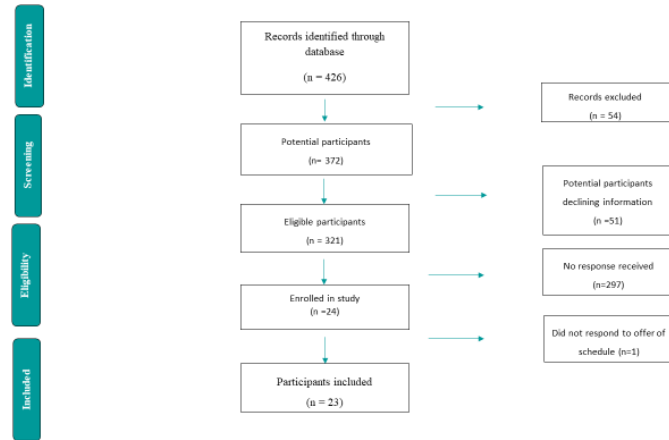 Identification
Records identified through
database
(n = 426)
Records excluded
(n = 54)
Screening
Potential participants
(n= 372)
Potential participants
declining information
(n =51)
Eligible participants
(n = 321)
Eligibility
No response received
(n=297)
Enrolled in study
(n =24)
Did not respond to offer of
schedule (n=1)
Included
Participants included
(n = 23)